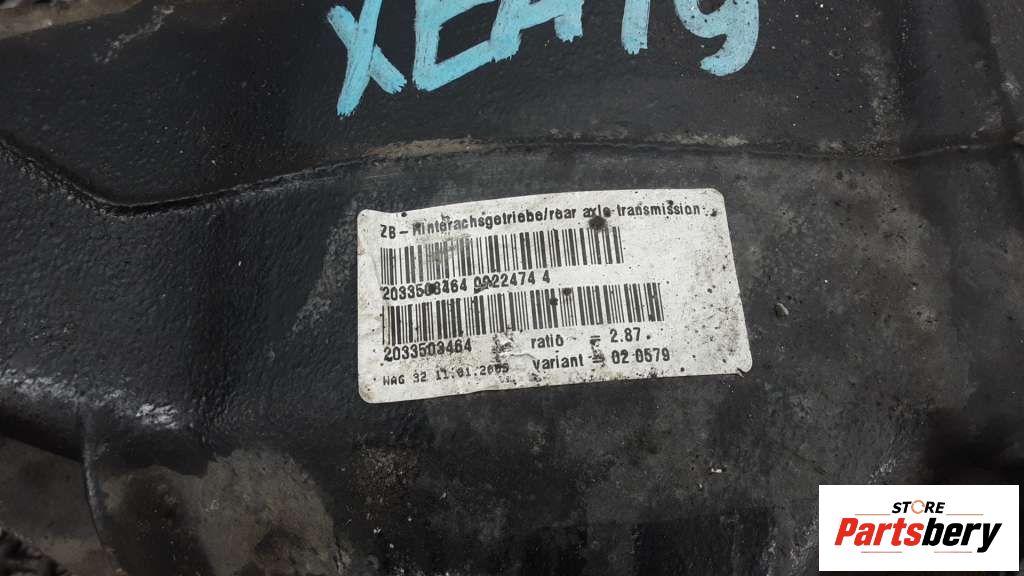 XEA19
ZB-Hinterachsgetriebe/rear axle transmission
2033503464 0022474 4
2033503464 ratio = 2.87
WAG 32 11.01.2005 variant = 02 0579
STORE
Partsbery